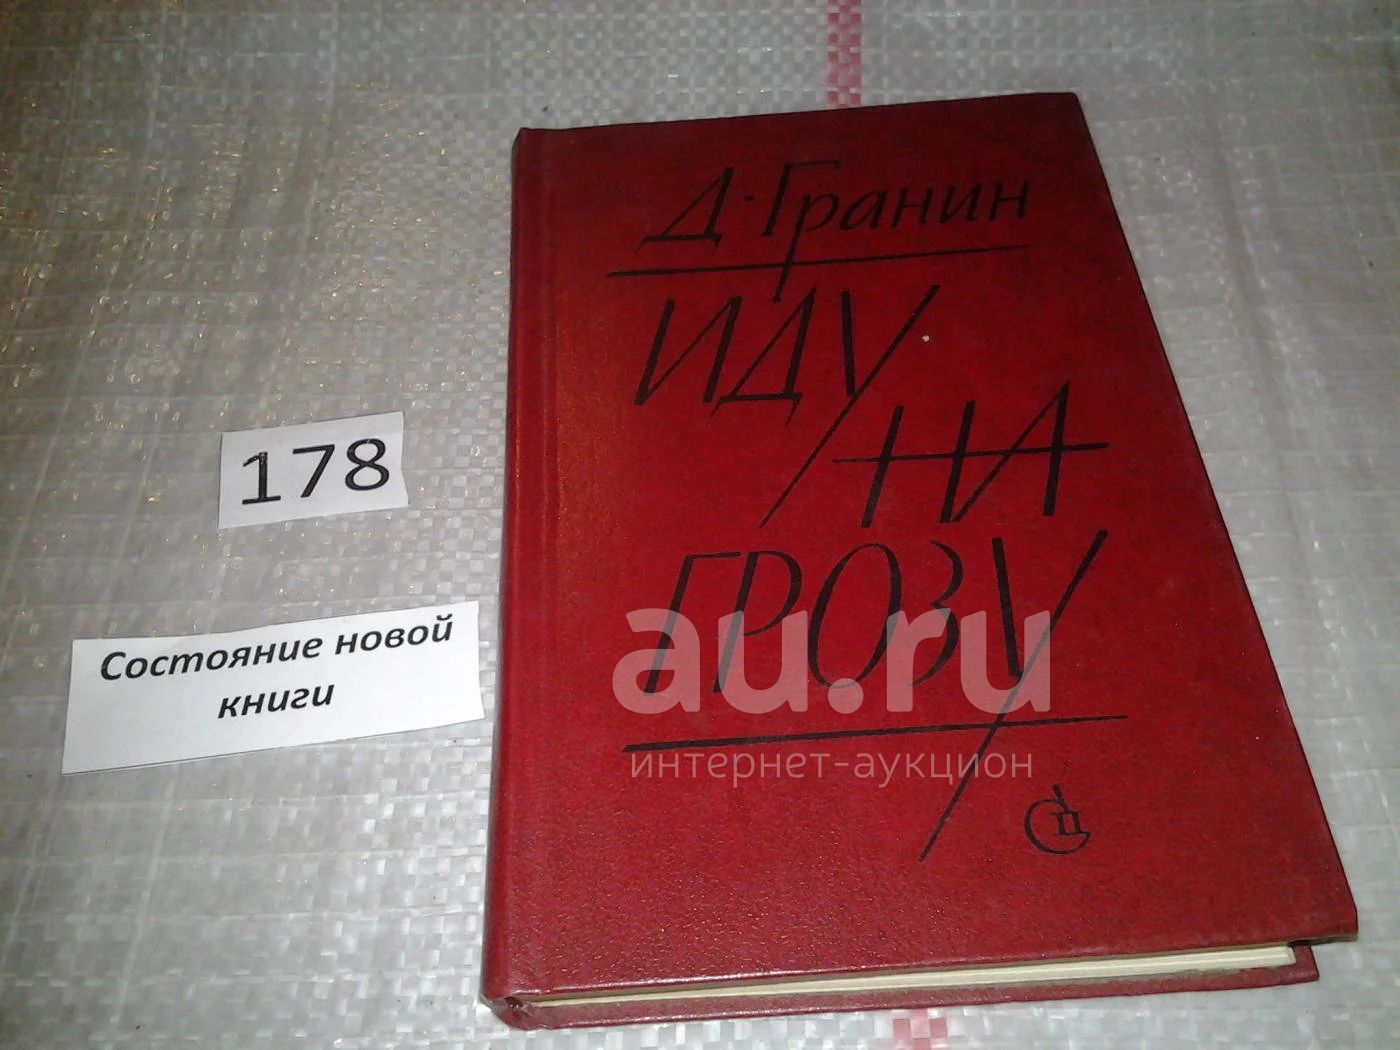 Д. Гранин
ИДУ
НА
ГРОЗУ
178
Состояние новой
книги
au.ru
интернет-аукцион